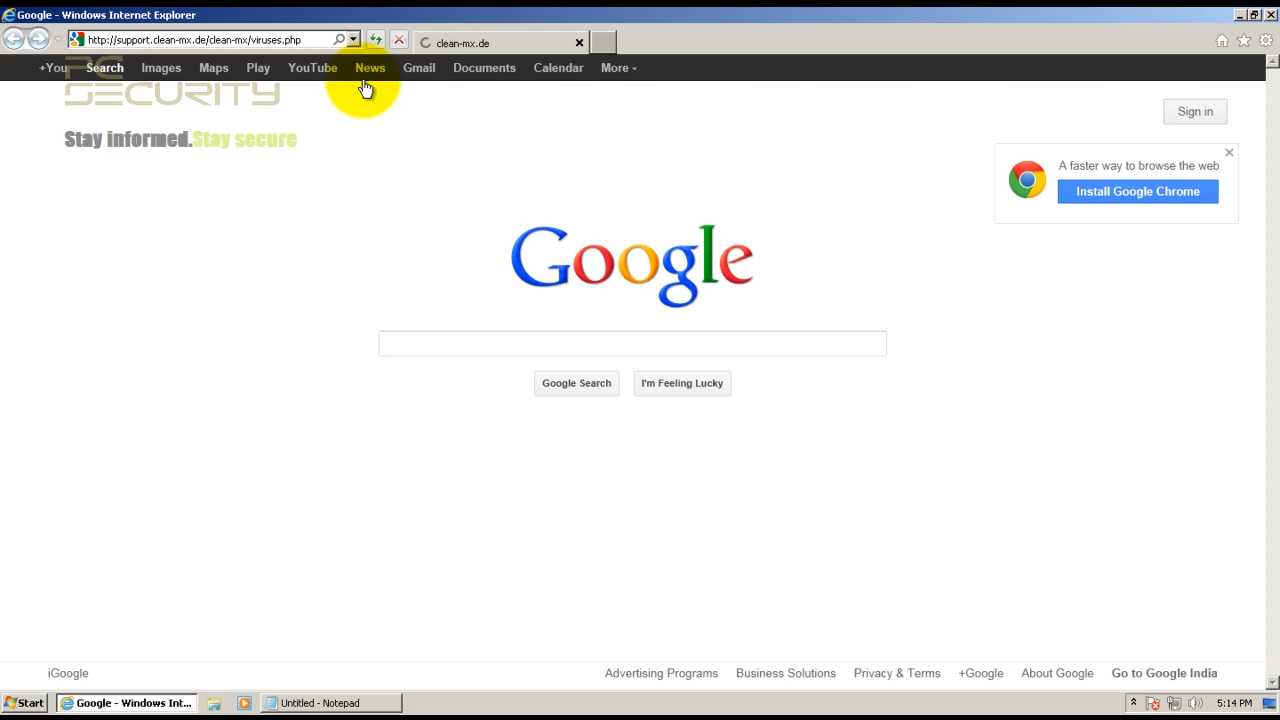 Google - Windows Internet Explorer
http://support.clean-mx.de/clean-mx/viruses.php
clean-mx.de
+You Search Images Maps Play YouTube News Gmail Documents Calendar More
PC
SECURITY
Stay informed.Stay secure
Sign in
A faster way to browse the web
Install Google Chrome
Google
Google Search I'm Feeling Lucky
iGoogle Advertising Programs Business Solutions Privacy & Terms +Google About Google Go to Google India
Start Google - Windows Int... Untitled - Notepad 5:14 PM